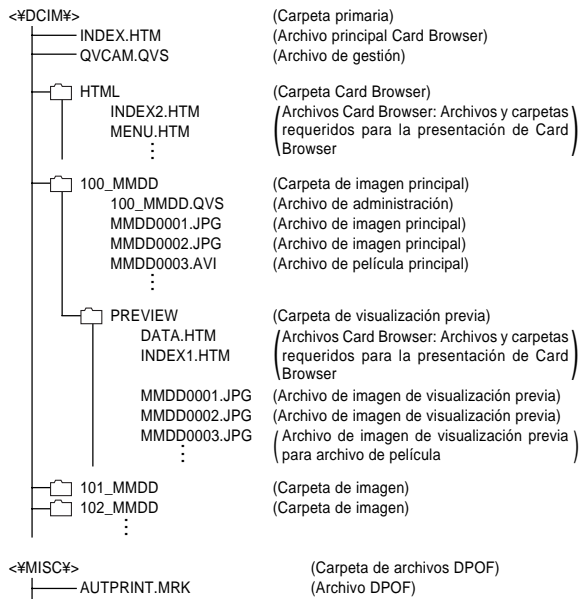 <¥DCIM¥> (Carpeta primaria)
INDEX.HTM (Archivo principal Card Browser)
QVCAM.QVS (Archivo de gestión)
HTML (Carpeta Card Browser)
INDEX2.HTM (Archivos Card Browser: Archivos y carpetas
MENU.HTM requeridos para la presentación de Card
Browser)
100_MMDD (Carpeta de imagen principal)
100_MMDD.QVS (Archivo de administración)
MMDD0001.JPG (Archivo de imagen principal)
MMDD0002.JPG (Archivo de imagen principal)
MMDD0003.AVI (Archivo de película principal)
PREVIEW (Carpeta de visualización previa)
DATA.HTM (Archivos Card Browser: Archivos y carpetas
INDEX1.HTM requeridos para la presentación de Card
Browser)
MMDD0001.JPG (Archivo de imagen de visualización previa)
MMDD0002.JPG (Archivo de imagen de visualización previa)
MMDD0003.JPG (Archivo de imagen de visualización previa
para archivo de película)
101_MMDD (Carpeta de imagen)
102_MMDD (Carpeta de imagen)
<¥MISC¥> (Carpeta de archivos DPOF)
AUTPRINT.MRK (Archivo DPOF)